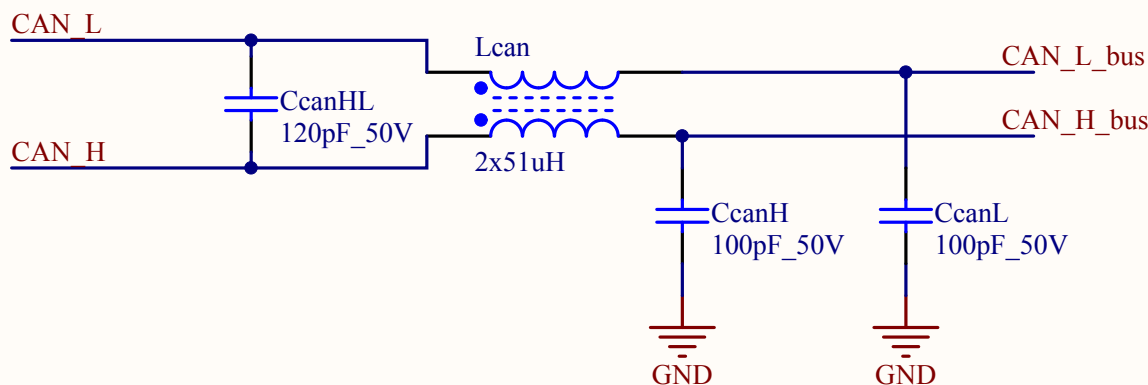 CAN_L
Lcan
CAN_L_bus
CcanHL
120pF_50V
CAN_H_bus
CAN_H
2x51uH
CcanH
100pF_50V
CcanL
100pF_50V
GND
GND